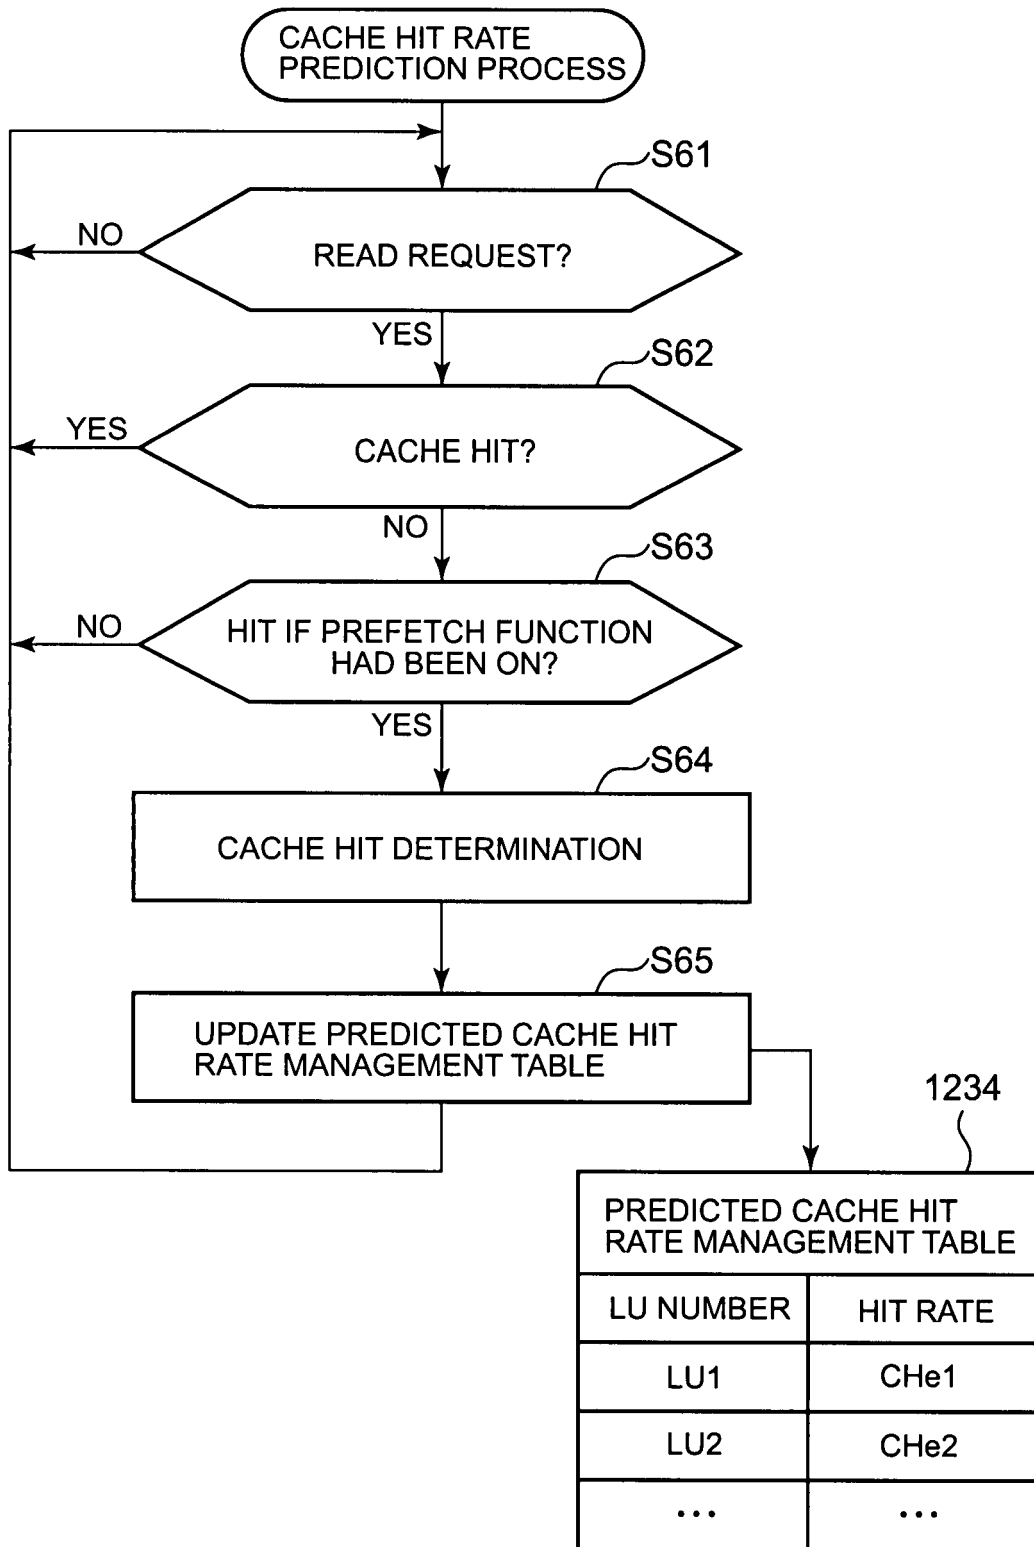 CACHE HIT RATE
PREDICTION PROCESS
S61
NO
READ REQUEST?
YES
S62
YES
CACHE HIT?
NO
S63
NO
HIT IF PREFETCH FUNCTION
HAD BEEN ON?
YES
S64
CACHE HIT DETERMINATION
S65
UPDATE PREDICTED CACHE HIT
RATE MANAGEMENT TABLE
1234
PREDICTED CACHE HIT
RATE MANAGEMENT TABLE
LU NUMBER HIT RATE
LU1 CHe1
LU2 CHe2
... ...